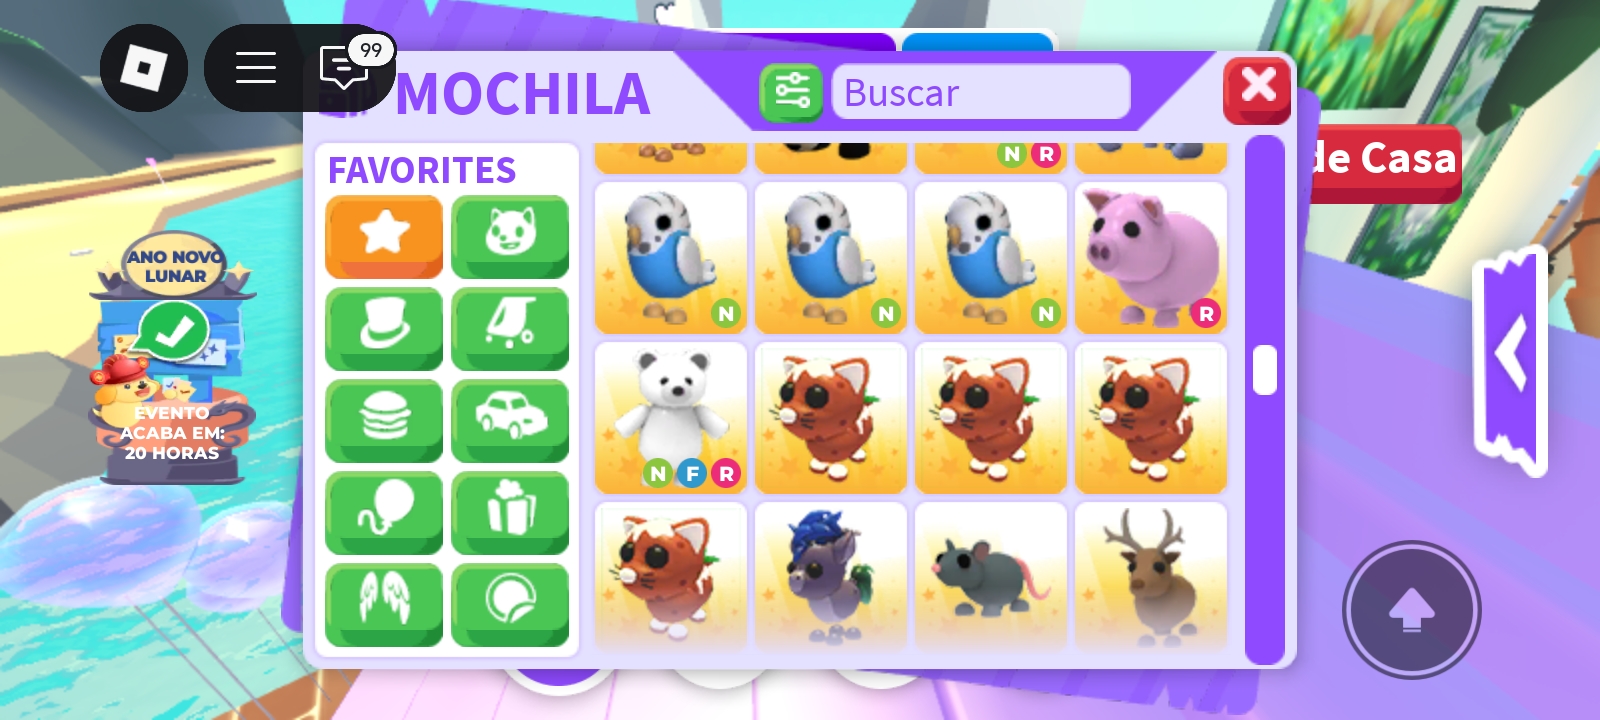 99
MOCHILA
Buscar
de Casa
FAVORITES
N R
N
N
N
R
N F R
ANO NOVO
LUNAR
EVENTO
ACABA EM:
20 HORAS